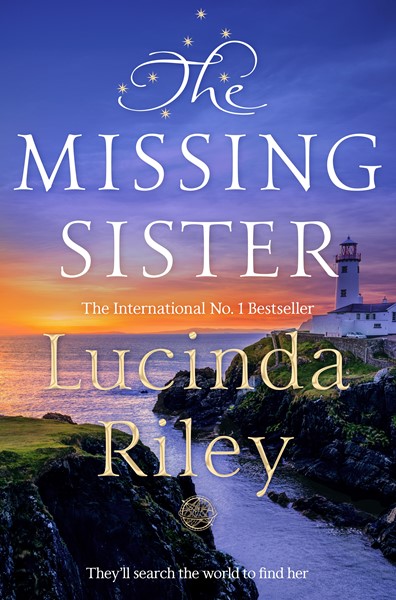 The
MISSING
SISTER
The International No. 1 Bestseller
Lucinda
Riley
They'll search the world to find her